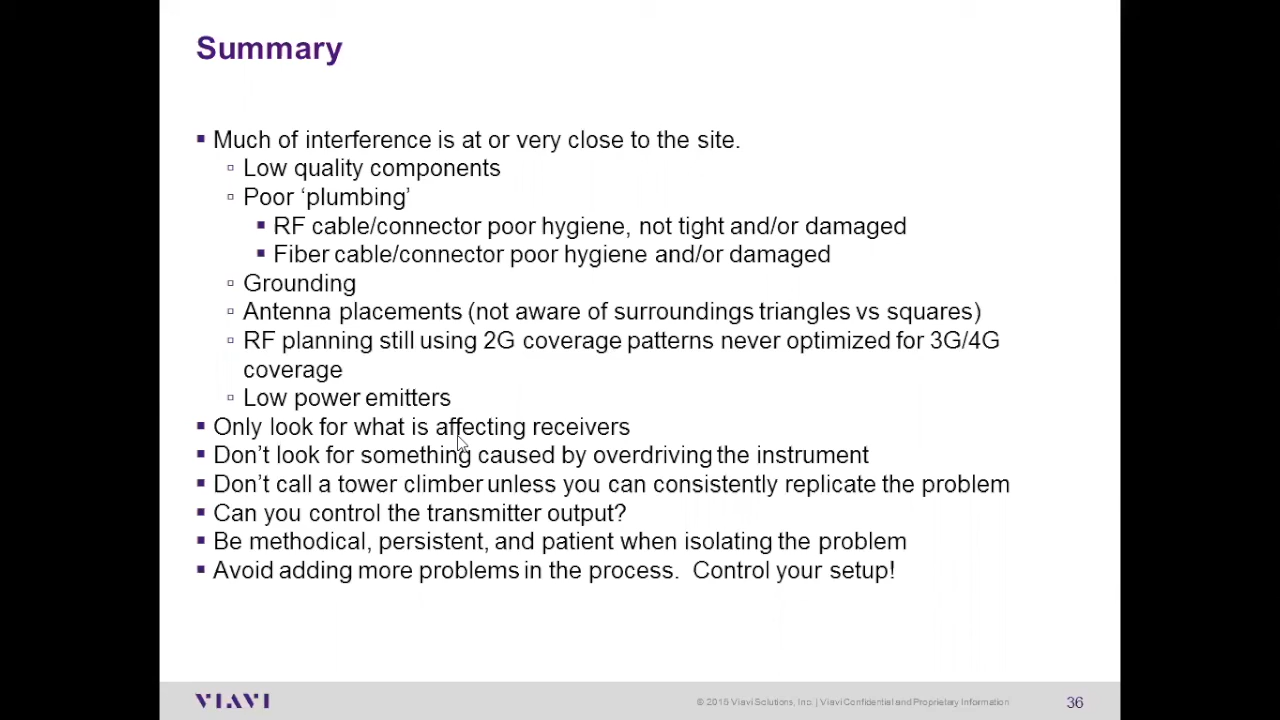 Summary
Much of interference is at or very close to the site.
Low quality components
Poor ‘plumbing’
RF cable/connector poor hygiene, not tight and/or damaged
Fiber cable/connector poor hygiene and/or damaged
Grounding
Antenna placements (not aware of surroundings triangles vs squares)
RF planning still using 2G coverage patterns never optimized for 3G/4G
coverage
Low power emitters
Only look for what is affecting receivers
Don’t look for something caused by overdriving the instrument
Don’t call a tower climber unless you can consistently replicate the problem
Can you control the transmitter output?
Be methodical, persistent, and patient when isolating the problem
Avoid adding more problems in the process.  Control your setup!
VIAVI
© 2015 Viavi Solutions, Inc. | Viavi Confidential and Proprietary Information
36